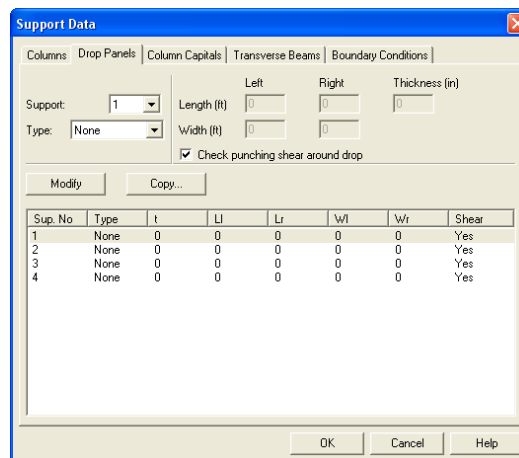 Support Data
Columns Drop Panels Column Capitals Transverse Beams Boundary Conditions
Left Right Thickness (in)
Support: 1 Length (ft) 0 0 0
Type: None Width (ft) 0 0
Check punching shear around drop
Modify Copy...
Sup. No Type t Ll Lr Wl Wr Shear
1 None 0 0 0 0 0 Yes
2 None 0 0 0 0 0 Yes
3 None 0 0 0 0 0 Yes
4 None 0 0 0 0 0 Yes
OK Cancel Help